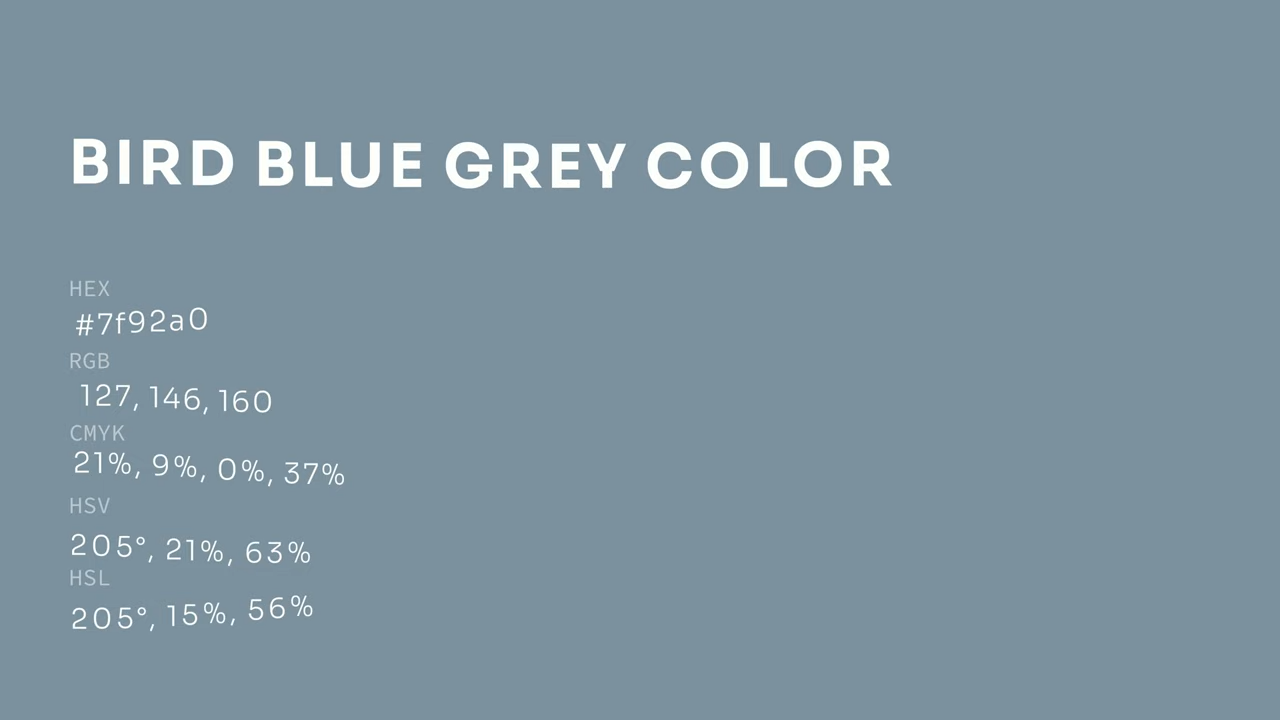 BIRD BLUE GREY COLOR
HEX
#7f92a0
RGB
127, 146, 160
CMYK
21%, 9%, 0%, 37%
HSV
205°, 21%, 63%
HSL
205°, 15%, 56%